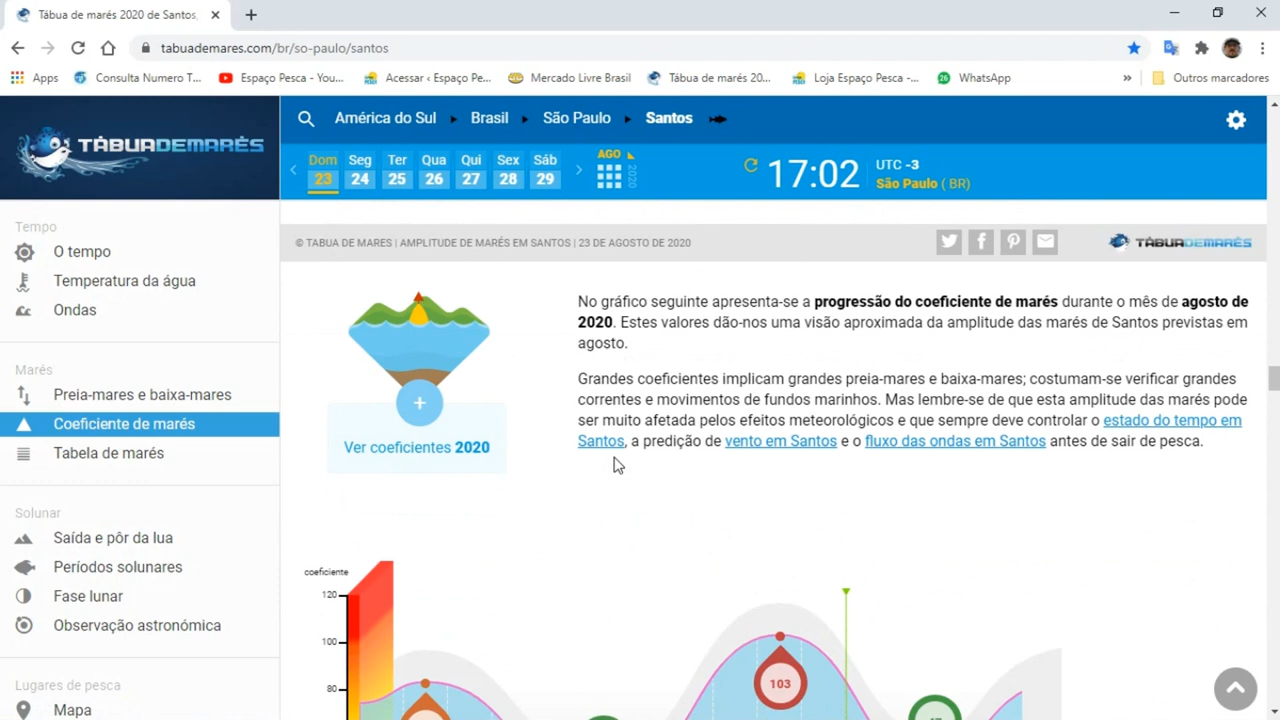 Tábua de marés 2020 de Santos,
tabuademares.com/br/so-paulo/santos
Apps
Consulta Numero T...
Espaço Pesca - You...
Acessar ‹ Espaço Pe...
Mercado Livre Brasil
Tábua de marés 20...
Loja Espaço Pesca -...
26
WhatsApp
»
Outros marcadores
TÁBUADEMARÉS
América do Sul
Brasil
São Paulo
Santos
Dom Seg Ter Qua Qui Sex Sáb
23 24 25 26 27 28 29
AGO
2020
17:02
UTC -3
São Paulo ( BR)
© TABUA DE MARES | AMPLITUDE DE MARÉS EM SANTOS | 23 DE AGOSTO DE 2020
TÁBUADEMARÉS
Tempo
O tempo
Temperatura da água
Ondas
Marés
Preia-mares e baixa-mares
Coeficiente de marés
Tabela de marés
Solunar
Saída e pôr da lua
Períodos solunares
Fase lunar
Observação astronómica
Lugares de pesca
Mapa
+
Ver coeficientes 2020
No gráfico seguinte apresenta-se a progressão do coeficiente de marés durante o mês de agosto de
2020. Estes valores dão-nos uma visão aproximada da amplitude das marés de Santos previstas em
agosto.
Grandes coeficientes implicam grandes preia-mares e baixa-mares; costumam-se verificar grandes
correntes e movimentos de fundos marinhos. Mas lembre-se de que esta amplitude das marés pode
ser muito afetada pelos efeitos meteorológicos e que sempre deve controlar o estado do tempo em
Santos, a predição de vento em Santos e o fluxo das ondas em Santos antes de sair de pesca.
coeficiente
120
100
80
103